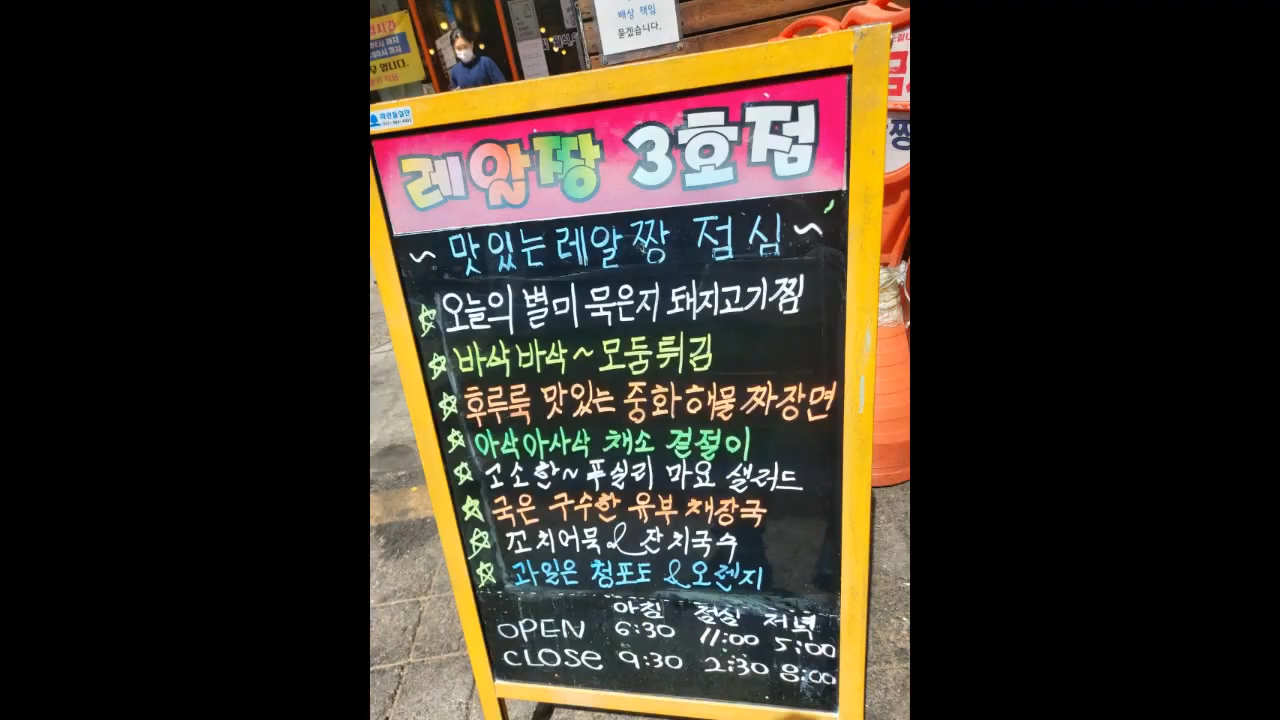 배상 책임
묻겠습니다.
레알짱 3호점
~ 맛있는 레알짱 점심 ~
오늘의 별미 묵은지 돼지고기찜
바삭바삭~모둠튀김
후루룩 맛있는 중화해물짜장면
아삭아사삭 채소 겉절이
소소한~ 푸실리 마요 샐러드
국은 구수한 유부 채장국
꼬치어묵 & 잔치국수
과일은 청포도 & 오렌지
아침 점심 저녁
OPEN 6:30 11:00 5:00
CLOSE 9:30 2:30 8:00